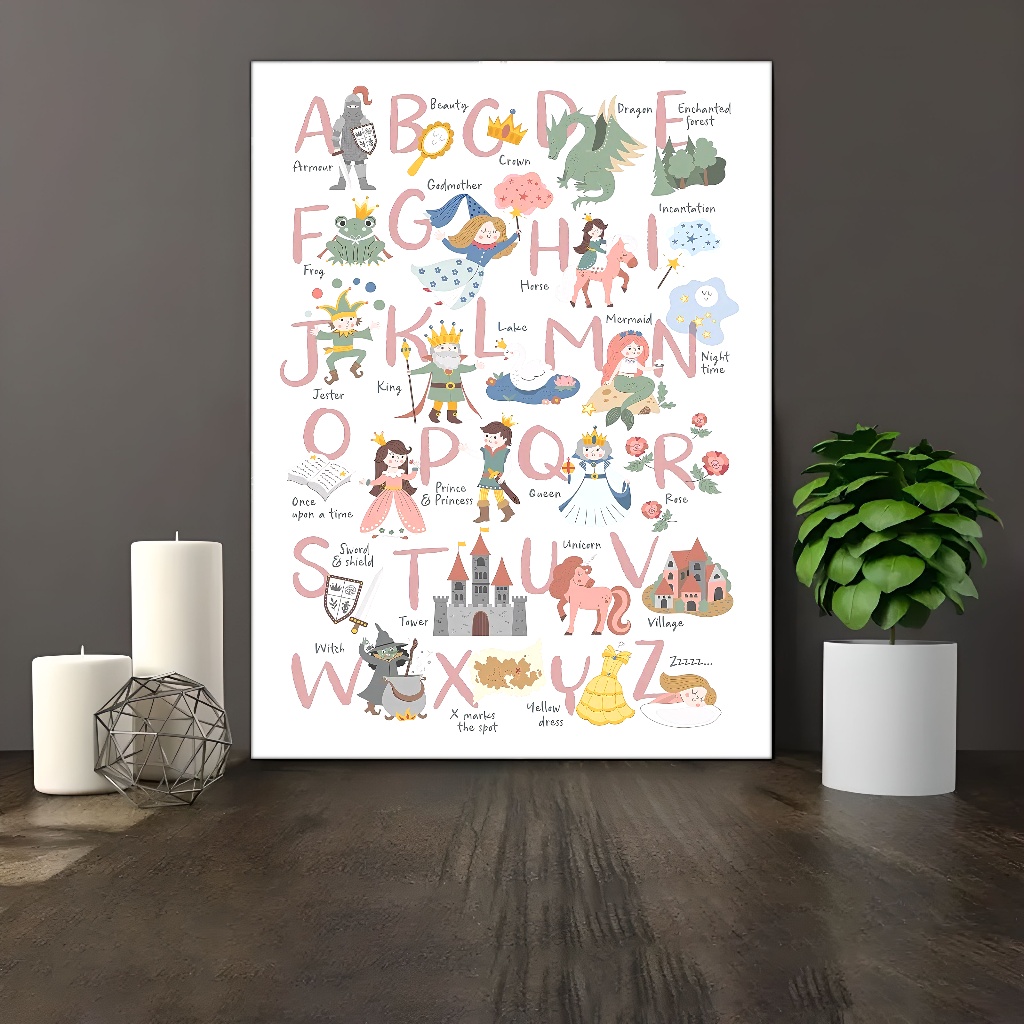 A B C D E
Beauty
Dragon
Enchanted
forest
Armour
Crown
F G H I
Godmother
Incantation
Frog
Horse
J K L M N
Lake
Mermaid
Night
time
Jester
King
O P Q R
Once
upon a time
Prince
& Princess
Queen
Rose
S T U V
Sword
& shield
Unicorn
Tower
Village
W X Y Z
Witch
Zzzzz...
X marks
the spot
Yellow
dress